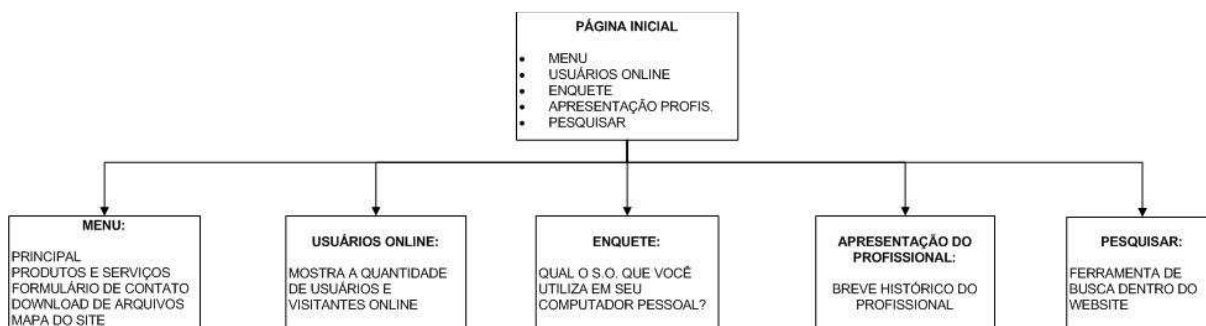 PÁGINA INICIAL
• MENU
• USUÁRIOS ONLINE
• ENQUETE
• APRESENTAÇÃO PROFIS.
• PESQUISAR
MENU:
PRINCIPAL
PRODUTOS E SERVIÇOS
FORMULÁRIO DE CONTATO
DOWNLOAD DE ARQUIVOS
MAPA DO SITE
USUÁRIOS ONLINE:
MOSTRA A QUANTIDADE
DE USUÁRIOS E
VISITANTES ONLINE
ENQUETE:
QUAL O S.O. QUE VOCÊ
UTILIZA EM SEU
COMPUTADOR PESSOAL?
APRESENTAÇÃO DO
PROFISSIONAL:
BREVE HISTÓRICO DO
PROFISSIONAL
PESQUISAR:
FERRAMENTA DE
BUSCA DENTRO DO
WEBSITE